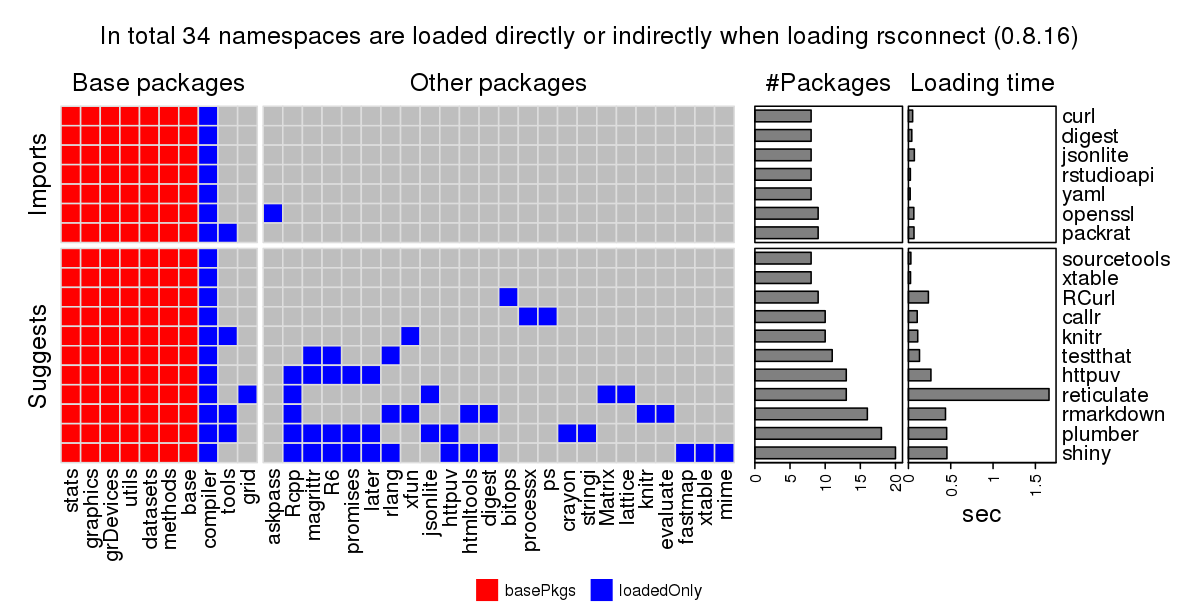 In total 34 namespaces are loaded directly or indirectly when loading rsconnect (0.8.16)
Base packages
Other packages
#Packages
Loading time
Imports
curl
digest
jsonlite
rstudioapi
yaml
openssl
packrat
Suggests
sourcetools
xtable
RCurl
callr
knitr
testthat
httpuv
reticulate
rmarkdown
plumber
shiny
stats
graphics
grDevices
utils
datasets
methods
base
compiler
tools
grid
askpass
Rcpp
magrittr
R6
promises
later
rlang
xfun
jsonlite
httpuv
htmltools
digest
bitops
processx
ps
crayon
stringi
Matrix
lattice
knitr
evaluate
fastmap
xtable
mime
0
5
10
15
20
0
0.5
1
1.5
sec
basePkgs
loadedOnly